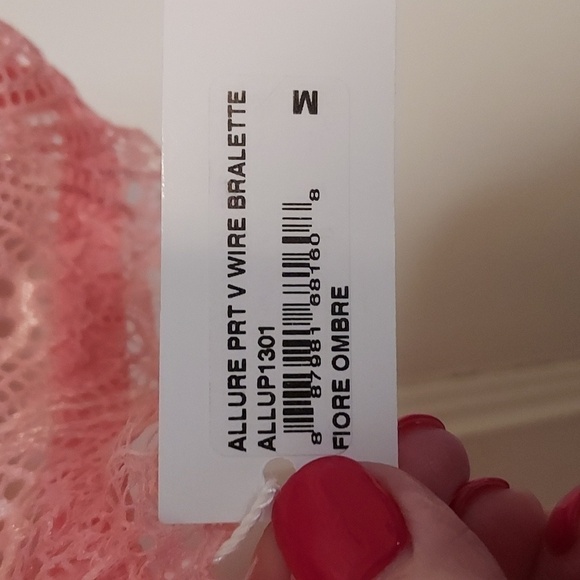 ALLURE PRT V WIRE BRALETTE
ALLUP1301
M
8 87981 68160 8
FIORE OMBRE